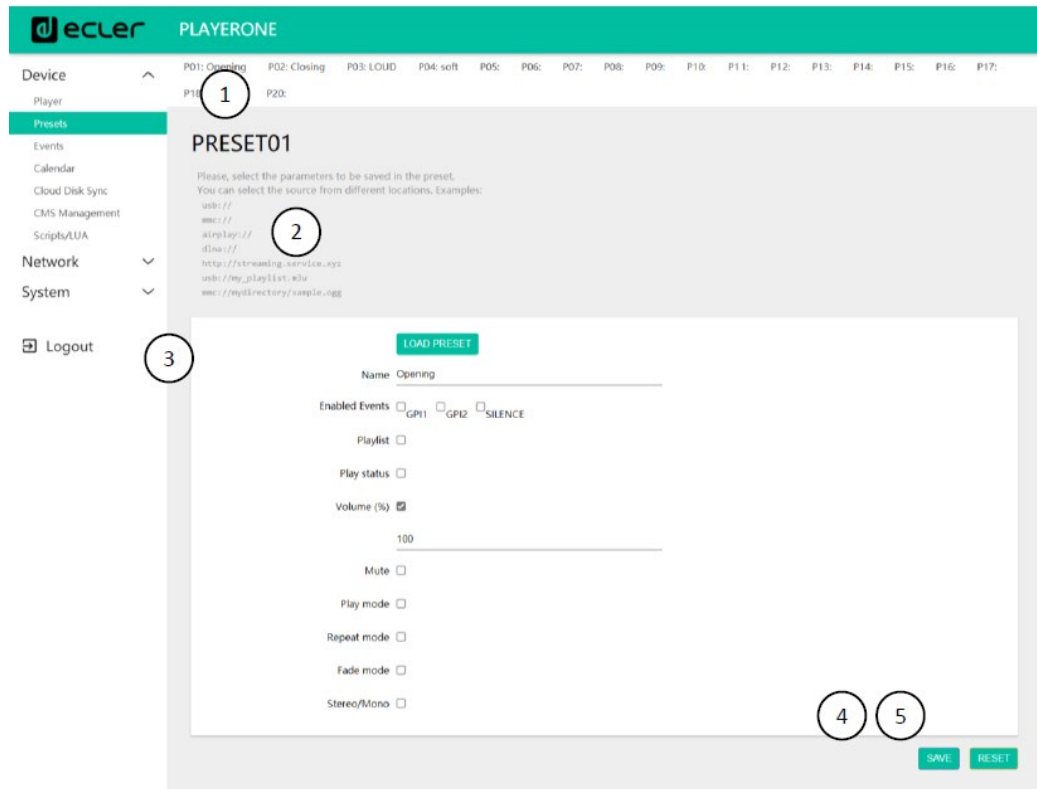 ecler PLAYERONE
Device
Player
Presets
Events
Calendar
Cloud Disk Sync
CMS Management
Scripts/LUA
Network
System
Logout
P01: Opening P02: Closing P03: LOUD P04: soft P05: P06: P07: P08: P09: P10: P11: P12: P13: P14: P15: P16: P17:
P18 P20:
1
PRESET01
Please, select the parameters to be saved in the preset.
You can select the source from different locations. Examples:
usb://
mmc://
airplay://
dlna://
http://streaming.service.xyz
usb://my_playlist.m3u
mmc://mydirectory/sample.ogg
2
3
LOAD PRESET
Name Opening
Enabled Events GPI1 GPI2 SILENCE
Playlist
Play status
Volume (%)
100
Mute
Play mode
Repeat mode
Fade mode
Stereo/Mono
4 5
SAVE RESET